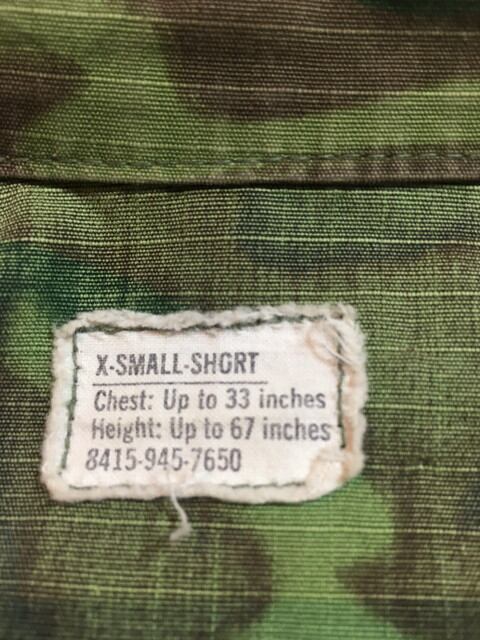 X-SMALL-SHORT
Chest: Up to 33 inches
Height: Up to 67 inches
8415-945-7650